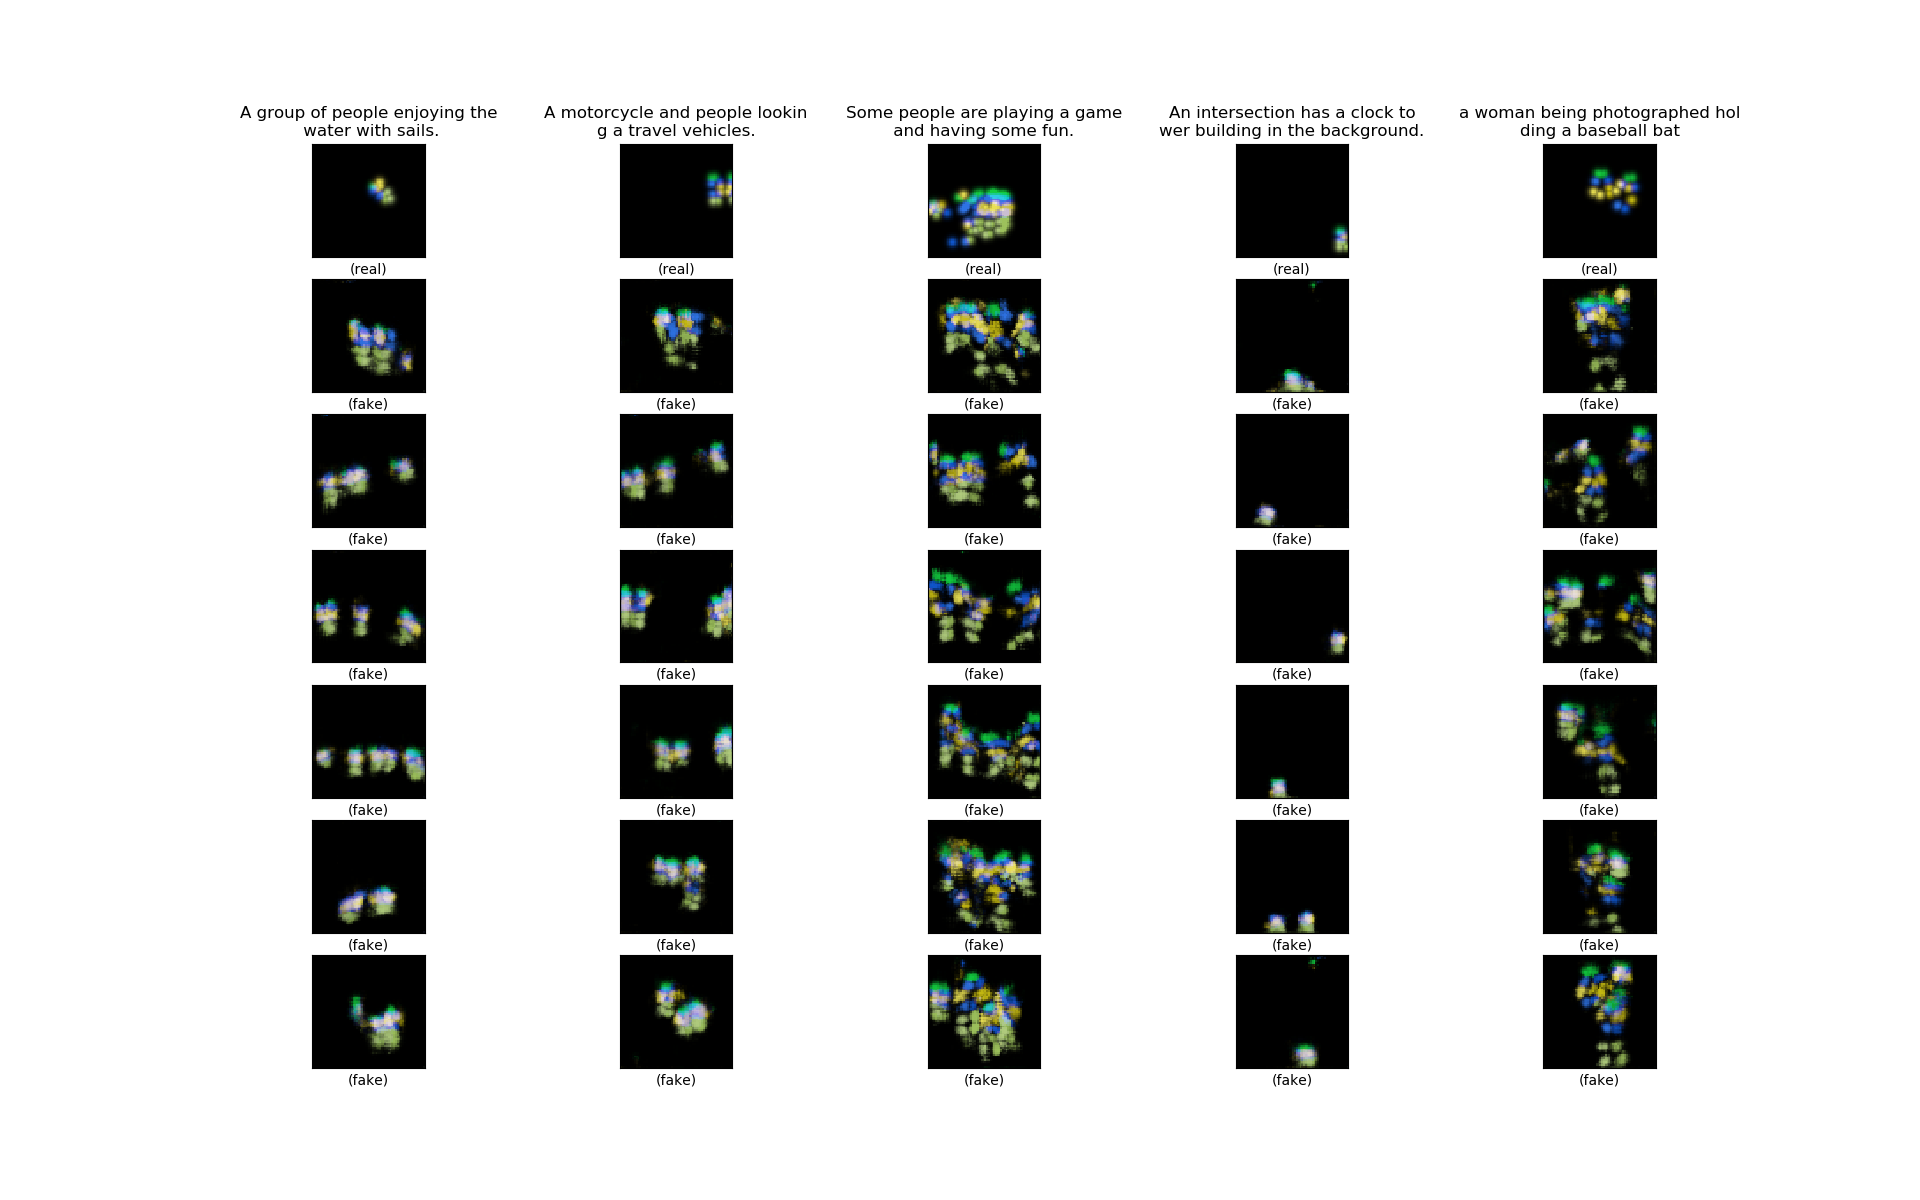 A group of people enjoying the
water with sails.
A motorcycle and people lookin
g a travel vehicles.
Some people are playing a game
and having some fun.
An intersection has a clock to
wer building in the background.
a woman being photographed hol
ding a baseball bat
(real) (real) (real) (real) (real)
(fake) (fake) (fake) (fake) (fake)
(fake) (fake) (fake) (fake) (fake)
(fake) (fake) (fake) (fake) (fake)
(fake) (fake) (fake) (fake) (fake)
(fake) (fake) (fake) (fake) (fake)
(fake) (fake) (fake) (fake) (fake)